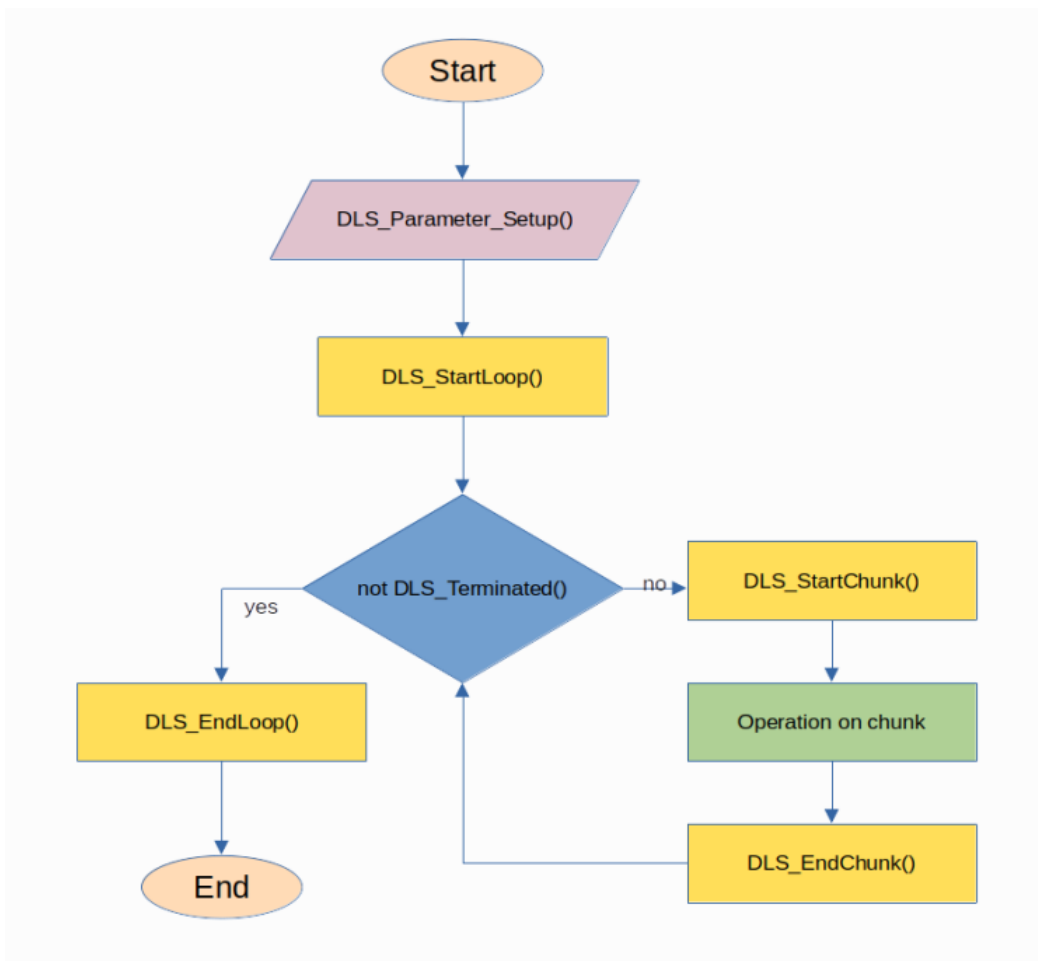 Start
DLS_Parameter_Setup()
DLS_StartLoop()
not DLS_Terminated()
no
DLS_StartChunk()
yes
DLS_EndLoop()
Operation on chunk
DLS_EndChunk()
End